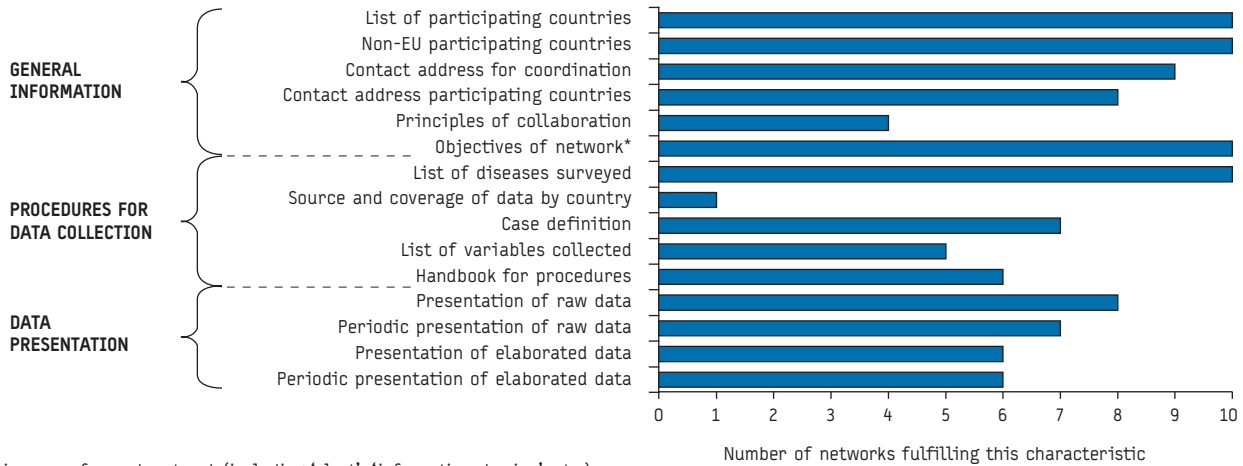 GENERAL
INFORMATION
List of participating countries
Non-EU participating countries
Contact address for coordination
Contact address participating countries
Principles of collaboration
Objectives of network*
PROCEDURES FOR
DATA COLLECTION
List of diseases surveyed
Source and coverage of data by country
Case definition
List of variables collected
Handbook for procedures
DATA
PRESENTATION
Presentation of raw data
Periodic presentation of raw data
Presentation of elaborated data
Periodic presentation of elaborated data
0 1 2 3 4 5 6 7 8 9 10
Number of networks fulfilling this characteristic